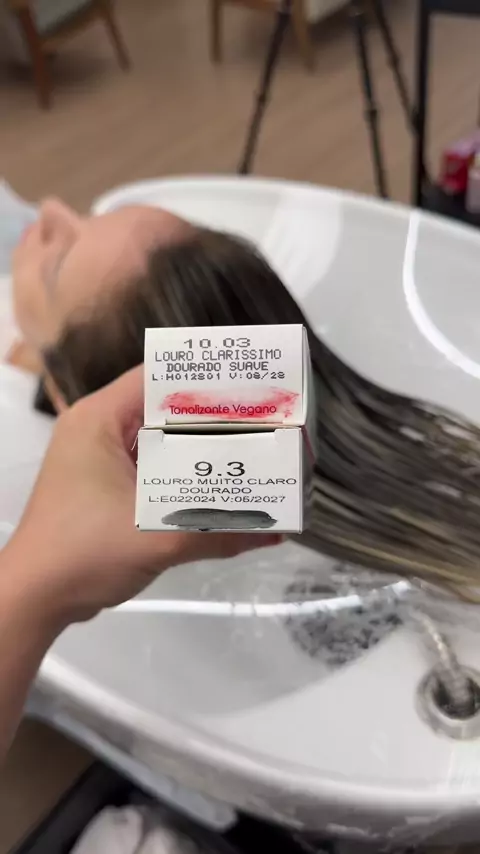 10.03
LOURO CLARISSIMO
DOURADO SUAVE
L:H012801 V:08/28
Tonalizante Vegano
9.3
LOURO MUITO CLARO
DOURADO
L:E022024 V:05/2027